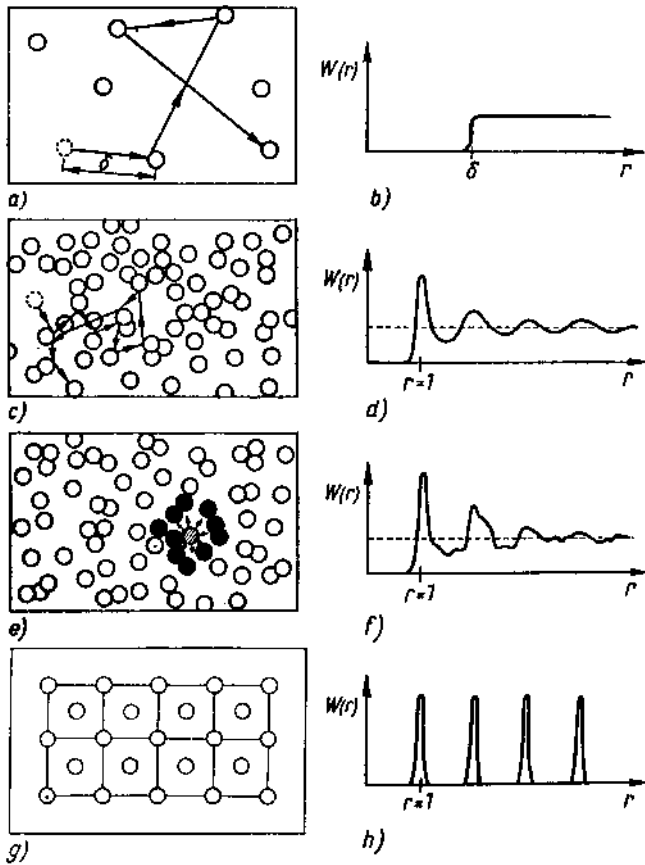 W(r)
δ
δ
r
a)
b)
W(r)
r=1
r
c)
d)
W(r)
r=1
r
e)
f)
W(r)
r=1
r
g)
h)